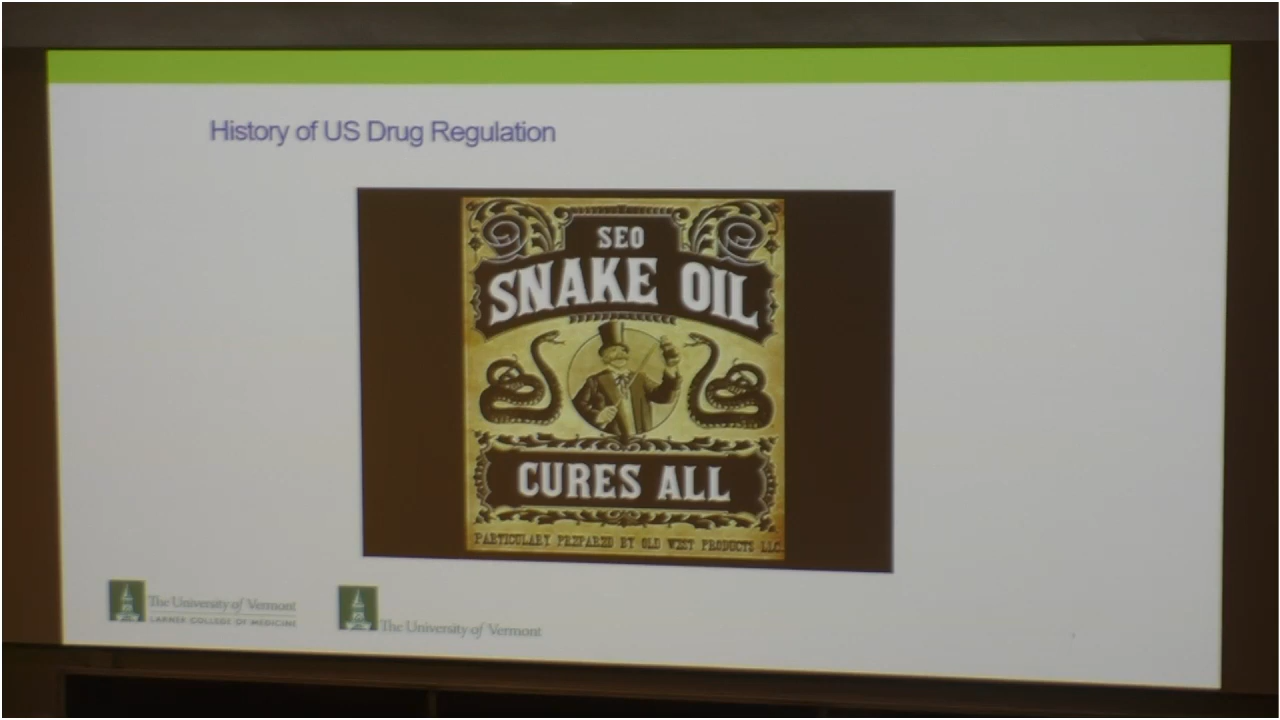 History of US Drug Regulation
SEO
SNAKE OIL
CURES ALL
PARTICULARY PREPARED BY OLD WEST PRODUCTS LLC.
The University of Vermont
LARNER COLLEGE OF MEDICINE
The University of Vermont